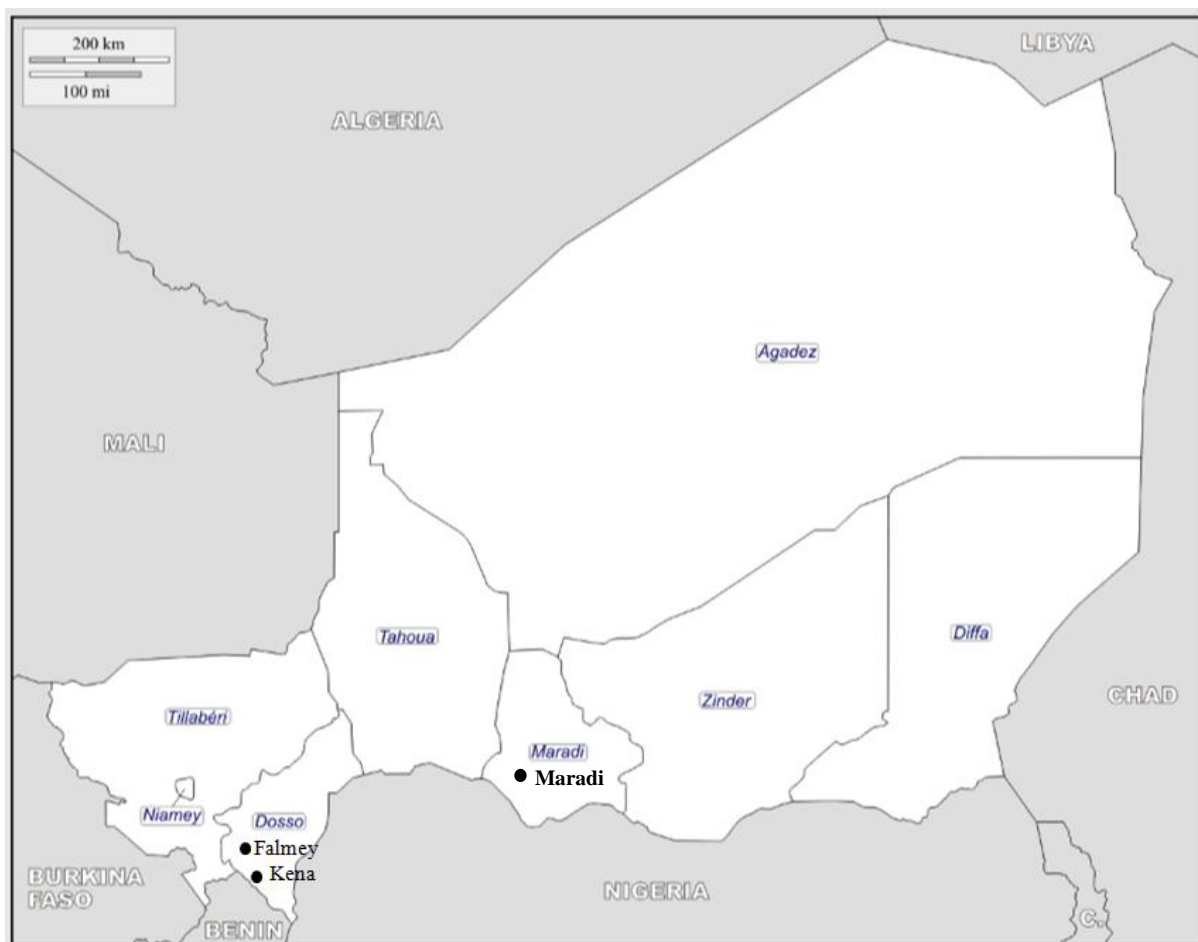 200 km
100 mi
LIBYA
ALGERIA
Agadez
MALI
Tahoua
Diffa
CHAD
Zinder
Tillabéri
Maradi
Maradi
Niamey
Dosso
Falmey
Kena
BURKINA
FASO
NIGERIA
BENIN
C.